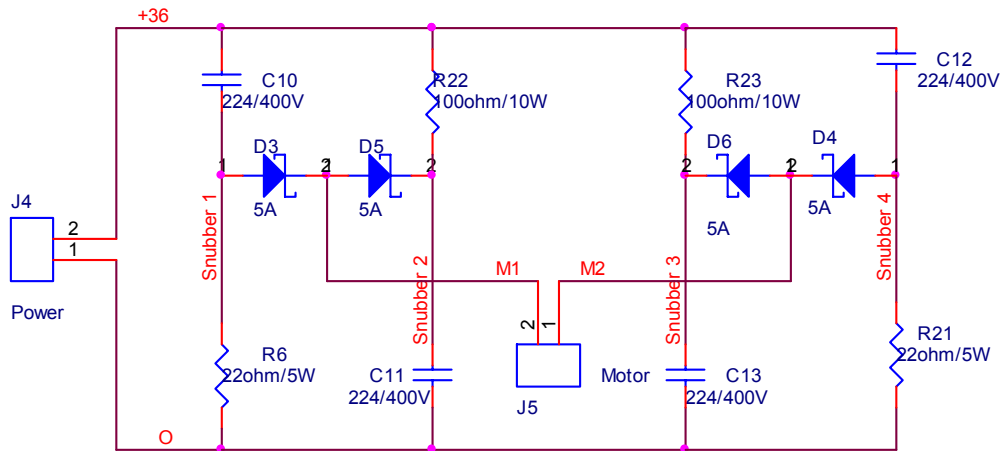 +36
C10
224/400V
R22
100ohm/10W
R23
100ohm/10W
C12
224/400V
1
D3
2
1
D5
2
5A
5A
2
D6
1
2
D4
1
5A
5A
J4
2
1
Power
Snubber 1
Snubber 2
M1
M2
Snubber 3
Snubber 4
2
1
R6
22ohm/5W
C11
224/400V
J5
Motor
C13
224/400V
R21
22ohm/5W
O